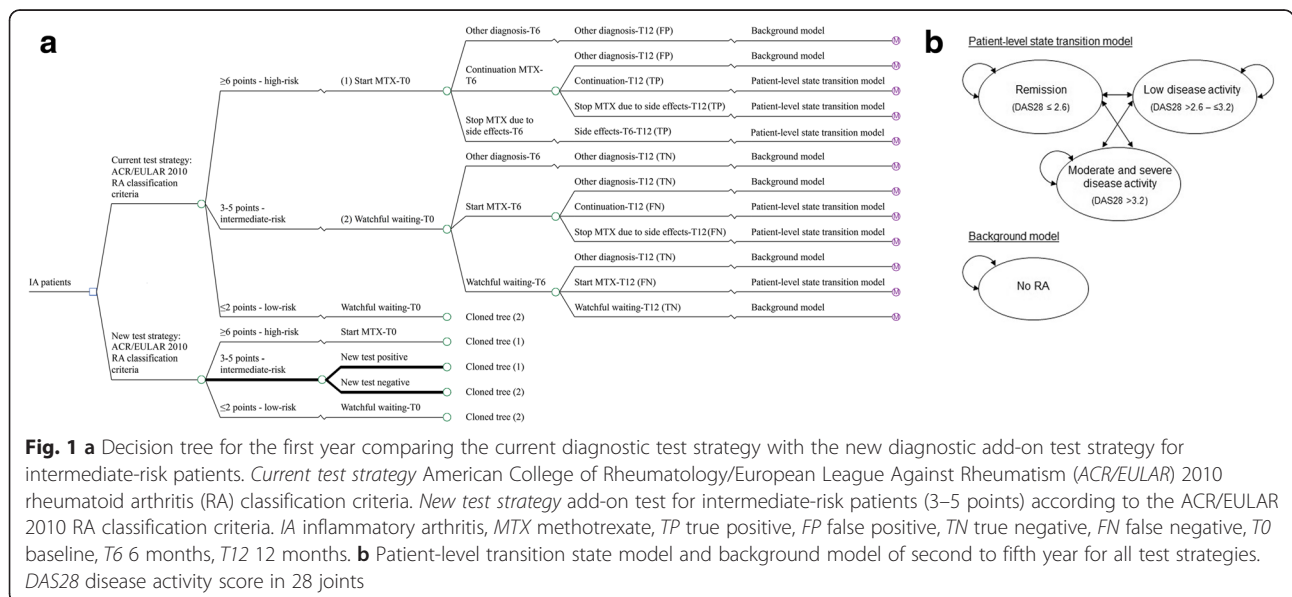 a
Other diagnosis-T6
Other diagnosis-T12 (FP)
Background model
M
Other diagnosis-T12 (FP)
Background model
M
≥6 points - high-risk
(1) Start MTX-T0
Continuation MTX-
T6
Continuation-T12 (TP)
Patient-level state transition model
M
Stop MTX due to side effects-T12(TP)
Patient-level state transition model
M
Stop MTX due to
side effects-T6
Side effects-T6-T12 (TP)
Patient-level state transition model
M
Current test strategy:
ACR/EULAR 2010
RA classification
criteria
Other diagnosis-T6
Other diagnosis-T12 (TN)
Background model
M
Other diagnosis-T12 (TN)
Background model
M
3-5 points -
intermediate-risk
(2) Watchful waiting-T0
Start MTX-T6
Continuation-T12 (FN)
Patient-level state transition model
M
Stop MTX due to side effects-T12(FN)
Patient-level state transition model
M
Other diagnosis-T12 (TN)
Background model
M
IA patients
Watchful waiting-T6
Start MTX-T12 (FN)
Patient-level state transition model
M
≤2 points - low-risk
Watchful waiting-T0
Cloned tree (2)
Watchful waiting-T12 (TN)
Background model
M
New test strategy:
ACR/EULAR 2010
RA classification
criteria
≥6 points - high-risk
Start MTX-T0
Cloned tree (1)
3-5 points -
intermediate-risk
New test positive
Cloned tree (1)
New test negative
Cloned tree (2)
≤2 points - low-risk
Watchful waiting-T0
Cloned tree (2)
b
Patient-level state transition model
Remission
(DAS28 ≤ 2.6)
Low disease activity
(DAS28 >2.6 – ≤3.2)
Moderate and severe
disease activity
(DAS28 >3.2)
Background model
No RA
Fig. 1 a Decision tree for the first year comparing the current diagnostic test strategy with the new diagnostic add-on test strategy for
intermediate-risk patients. Current test strategy American College of Rheumatology/European League Against Rheumatism (ACR/EULAR) 2010
rheumatoid arthritis (RA) classification criteria. New test strategy add-on test for intermediate-risk patients (3–5 points) according to the ACR/EULAR
2010 RA classification criteria. IA inflammatory arthritis, MTX methotrexate, TP true positive, FP false positive, TN true negative, FN false negative, T0
baseline, T6 6 months, T12 12 months. b Patient-level transition state model and background model of second to fifth year for all test strategies.
DAS28 disease activity score in 28 joints